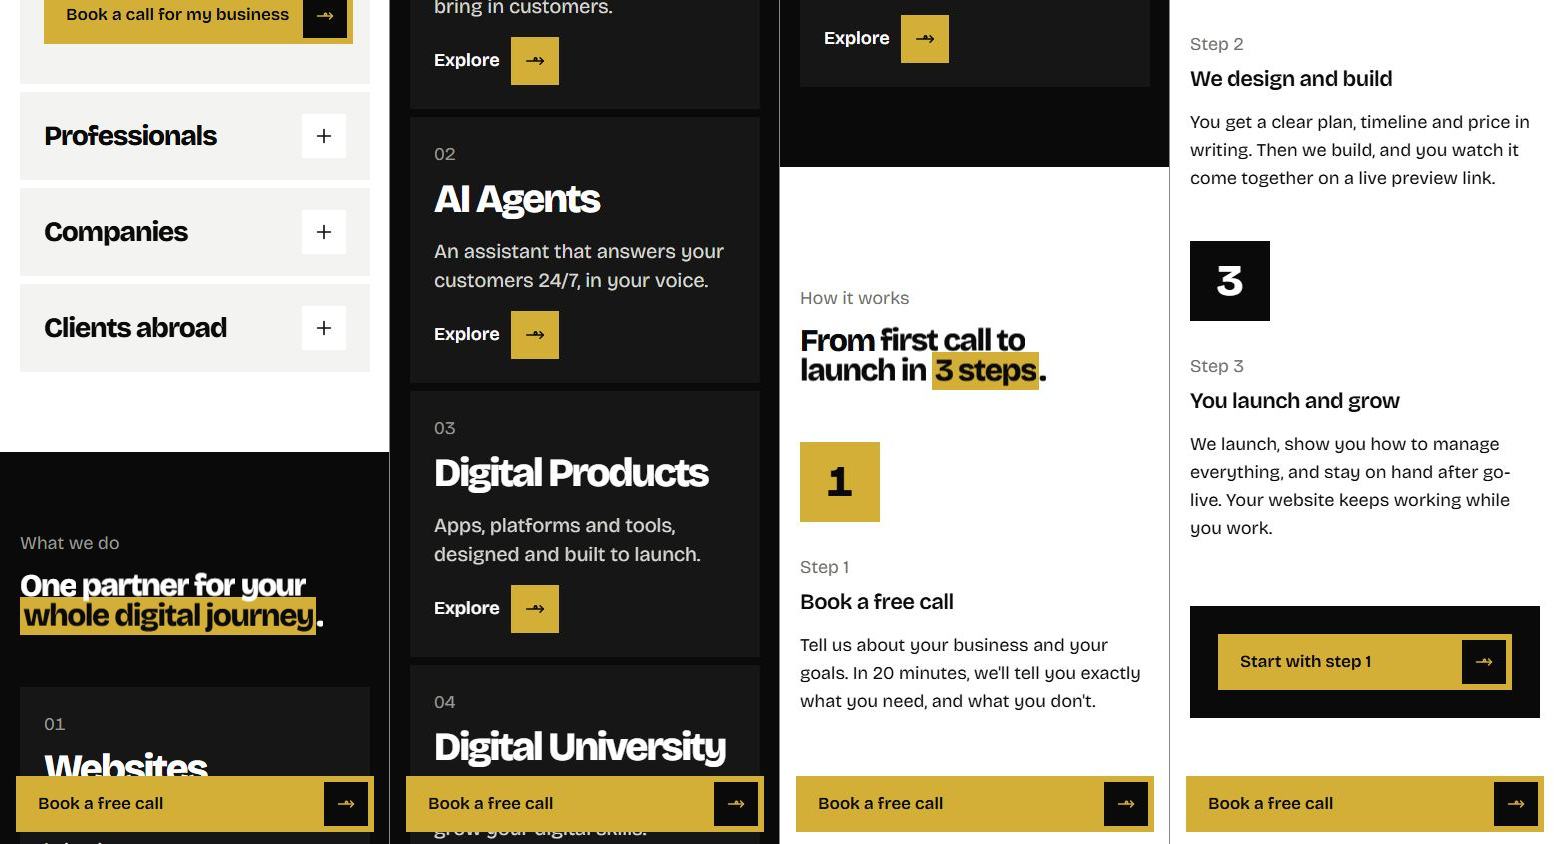 Book a call for my business
Professionals
Companies
Clients abroad
What we do
One partner for your
whole digital journey.
01
Websites
Book a free call
bring in customers.
Explore
02
AI Agents
An assistant that answers your
customers 24/7, in your voice.
Explore
03
Digital Products
Apps, platforms and tools,
designed and built to launch.
Explore
04
Digital University
Book a free call
grow your digital skills.
Explore
How it works
From first call to
launch in 3 steps.
1
Step 1
Book a free call
Tell us about your business and your
goals. In 20 minutes, we'll tell you exactly
what you need, and what you don't.
Book a free call
Step 2
We design and build
You get a clear plan, timeline and price in
writing. Then we build, and you watch it
come together on a live preview link.
3
Step 3
You launch and grow
We launch, show you how to manage
everything, and stay on hand after go-
live. Your website keeps working while
you work.
Start with step 1
Book a free call